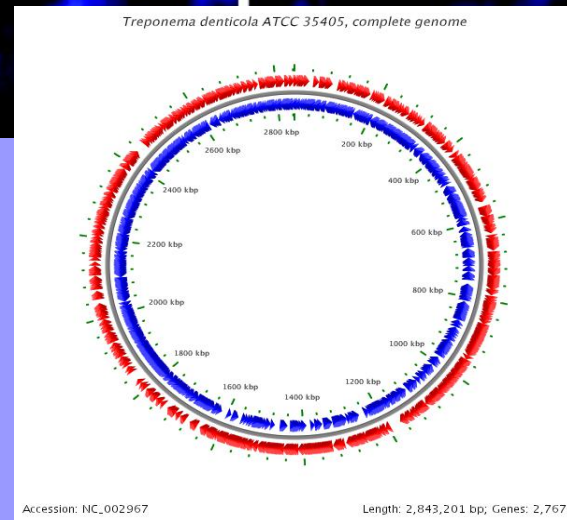 Treponema denticola ATCC 35405, complete genome
2800 kbp
200 kbp
2600 kbp
400 kbp
2400 kbp
600 kbp
2200 kbp
800 kbp
2000 kbp
1000 kbp
1800 kbp
1200 kbp
1600 kbp
1400 kbp
Accession: NC_002967
Length: 2,843,201 bp; Genes: 2,767